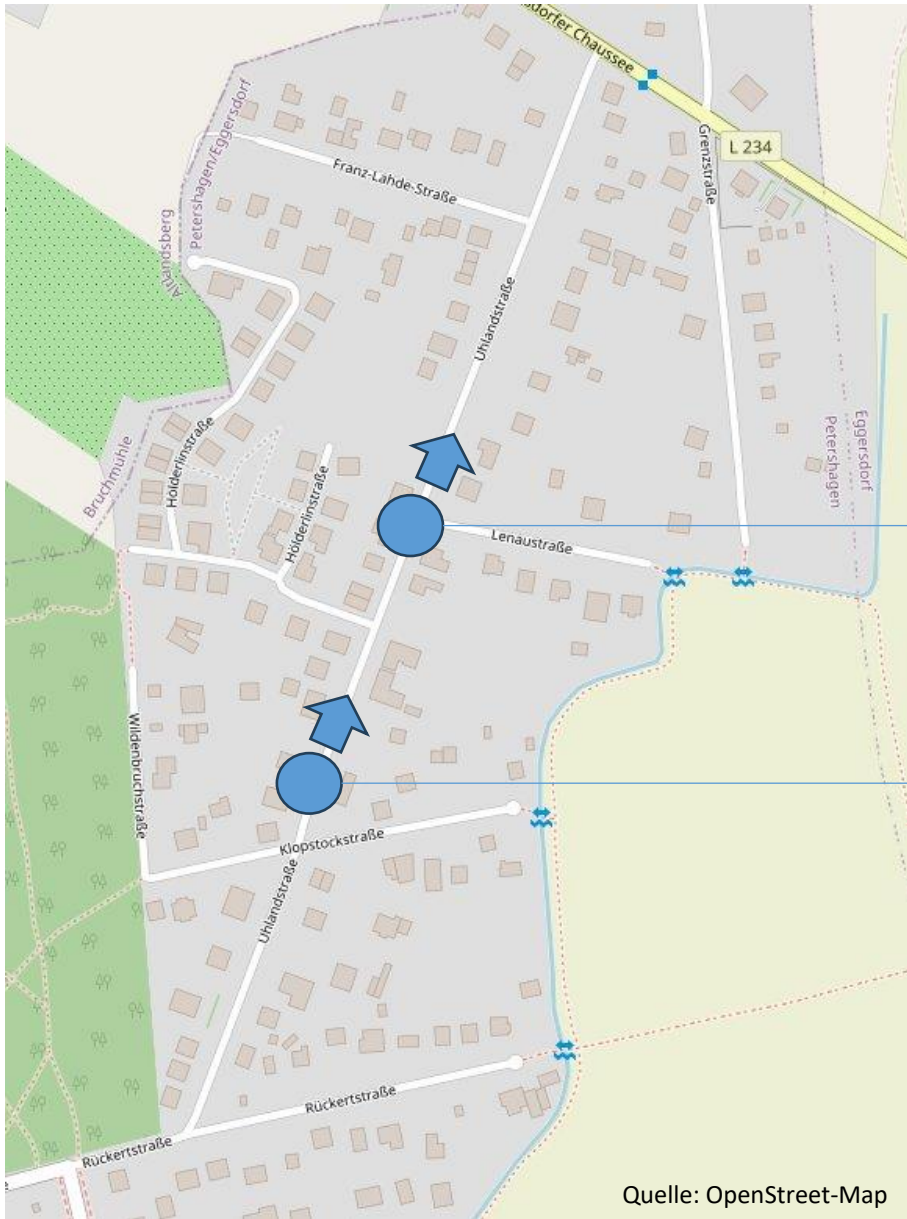 sdorfer Chaussee
L 234
Grenzstraße
Franz-Lahde-Straße
Altlandsberg
Petershagen/Eggersdorf
Uhlandstraße
Hölderlinstraße
Bruchmühle
Hölderlinstraße
Eggersdorf
Petershagen
Lenaustraße
Wildenbruchstraße
Klopstockstraße
Uhlandstraße
Rückertstraße
Rückertstraße
Quelle: OpenStreet-Map